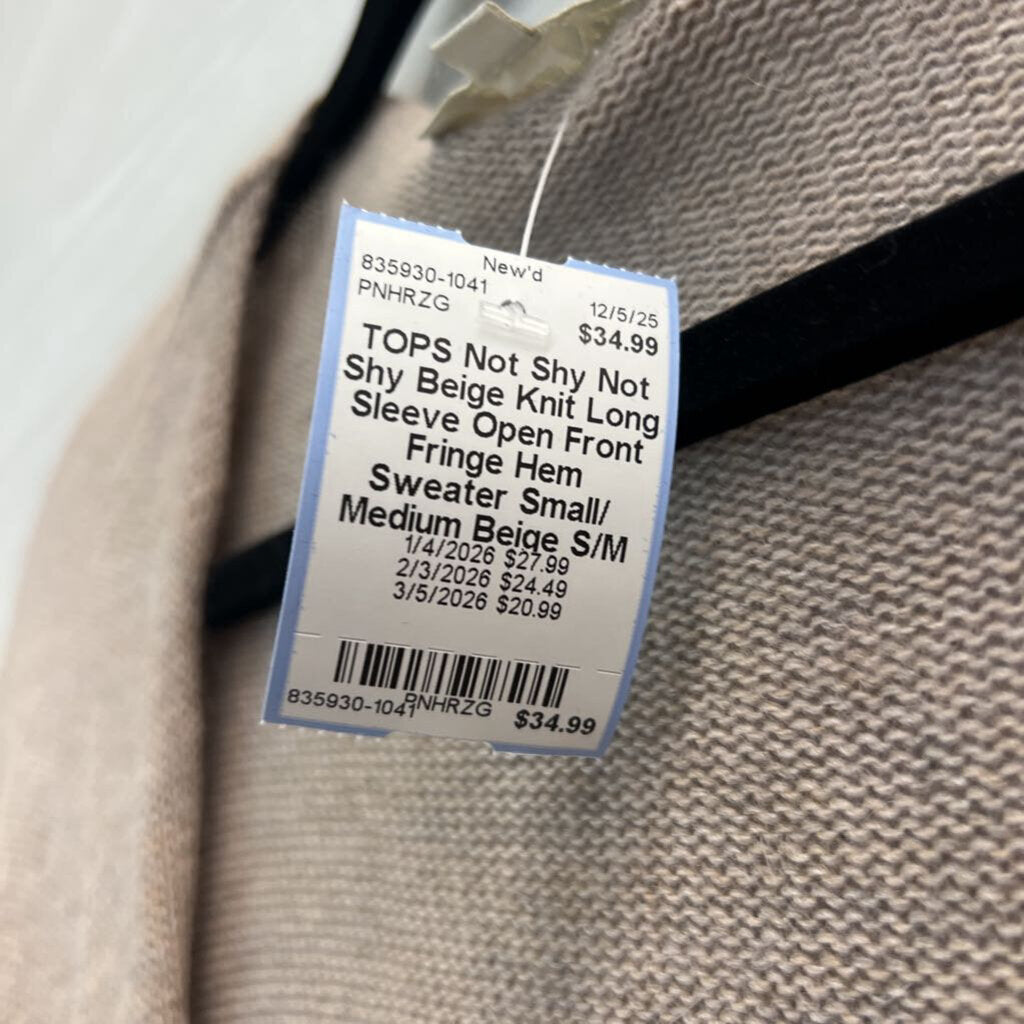 New'd
835930-1041
PNHRZG
12/5/25
$34.99
TOPS Not Shy Not
Shy Beige Knit Long
Sleeve Open Front
Fringe Hem
Sweater Small/
Medium Beige S/M
1/4/2026 $27.99
2/3/2026 $24.49
3/5/2026 $20.99
835930-1041 PNHRZG $34.99